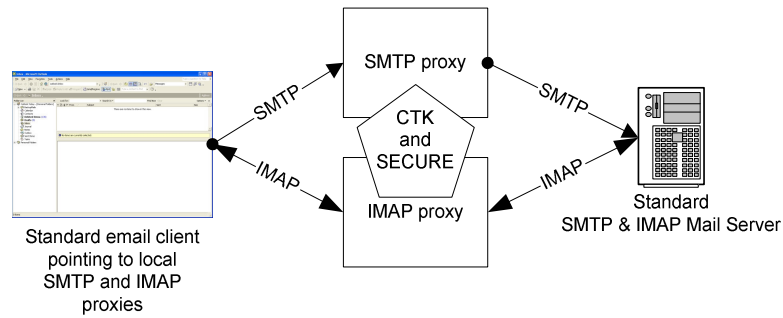 SMTP proxy
SMTP
SMTP
CTK
and
SECURE
IMAP
IMAP
IMAP proxy
Standard
SMTP & IMAP Mail Server
Standard email client
pointing to local
SMTP and IMAP
proxies